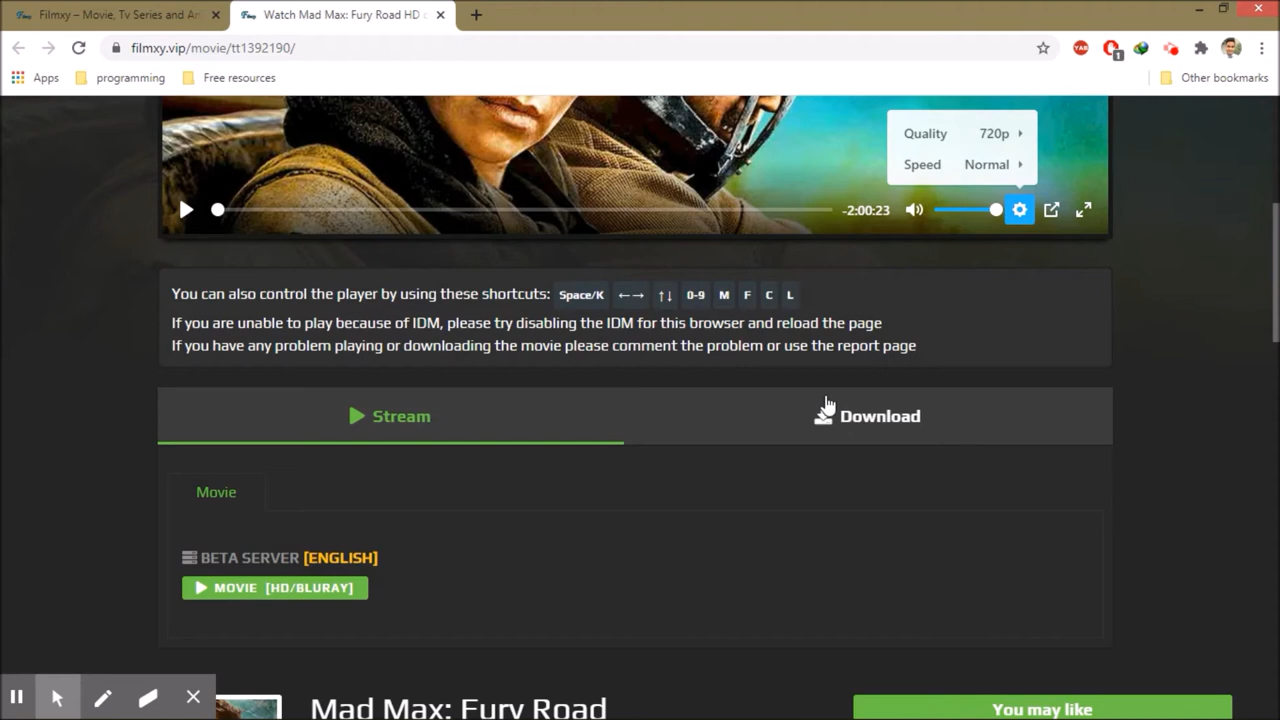 Filmxy – Movie, Tv Series and An
Watch Mad Max: Fury Road HD
filmxy.vip/movie/tt1392190/
YAB
1
Apps
programming
Free resources
Other bookmarks
Quality 720p
Speed Normal
-2:00:23
You can also control the player by using these shortcuts: Space/K ←→ ↑↓ 0-9 M F C L
If you are unable to play because of IDM, please try disabling the IDM for this browser and reload the page
If you have any problem playing or downloading the movie please comment the problem or use the report page
Stream
Download
Movie
BETA SERVER [ENGLISH]
MOVIE [HD/BLURAY]
Mad Max: Fury Road
You may like